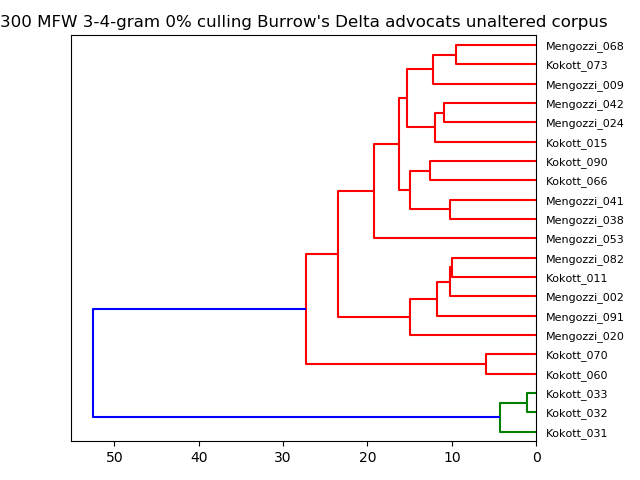 300 MFW 3-4-gram 0% culling Burrow's Delta advocats unaltered corpus
Mengozzi_068
Kokott_073
Mengozzi_009
Mengozzi_042
Mengozzi_024
Kokott_015
Kokott_090
Kokott_066
Mengozzi_041
Mengozzi_038
Mengozzi_053
Mengozzi_082
Kokott_011
Mengozzi_002
Mengozzi_091
Mengozzi_020
Kokott_070
Kokott_060
Kokott_033
Kokott_032
Kokott_031
50 40 30 20 10 0